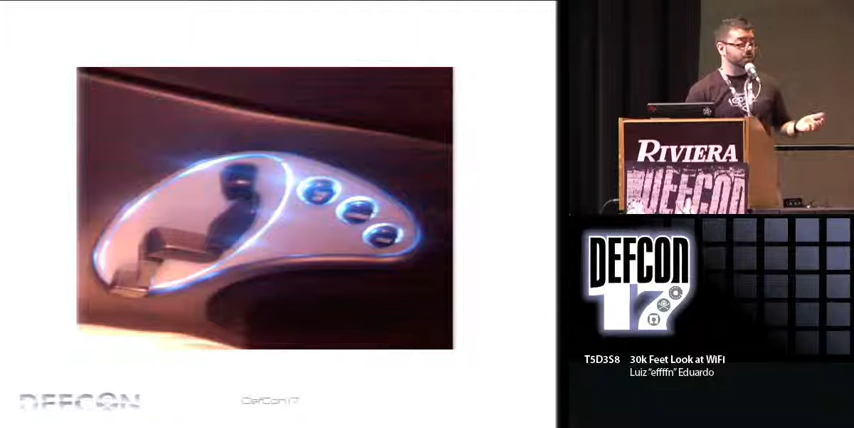 RIVIERA
DEFCON
DEFCON
17
T5D3S8 30k Feet Look at WiFi
Luiz "effffn" Eduardo
DEFCON
DefCon 17